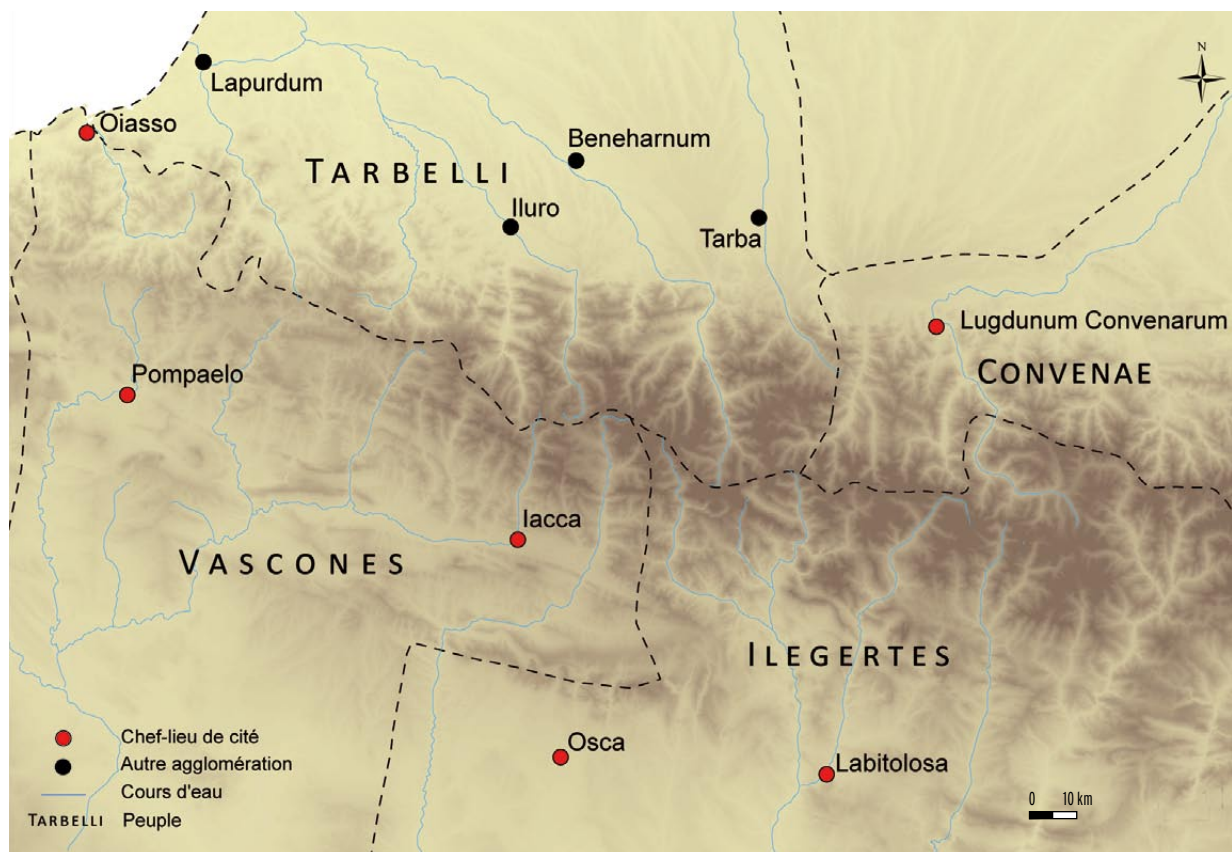 N
Lapurdum
Oiasso
Beneharnum
TARBELLI
Iluro
Tarba
Lugdunum Convenarum
CONVENAE
Pompaelo
Iacca
VASCONES
ILEGERTES
Osca
Labitolosa
Chef-lieu de cité
Autre agglomération
Cours d'eau
TARBELLI Peuple
0 10 km